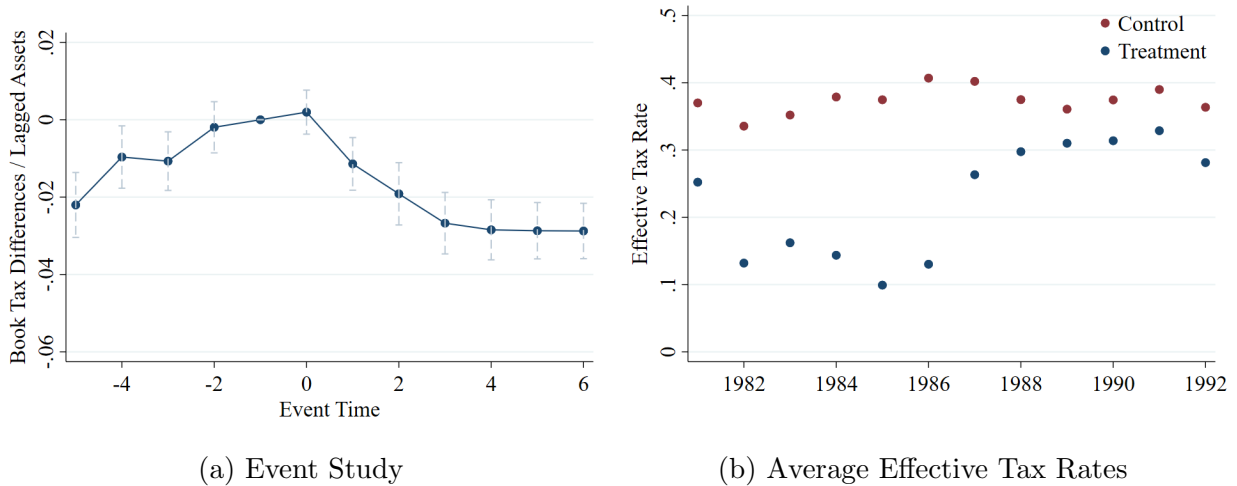 Book Tax Differences / Lagged Assets
.02
0
-.02
-.04
-.06
-4 -2 0 2 4 6
Event Time
(a) Event Study
Effective Tax Rate
.5
.4
.3
.2
.1
0
Control
Treatment
1982 1984 1986 1988 1990 1992
(b) Average Effective Tax Rates